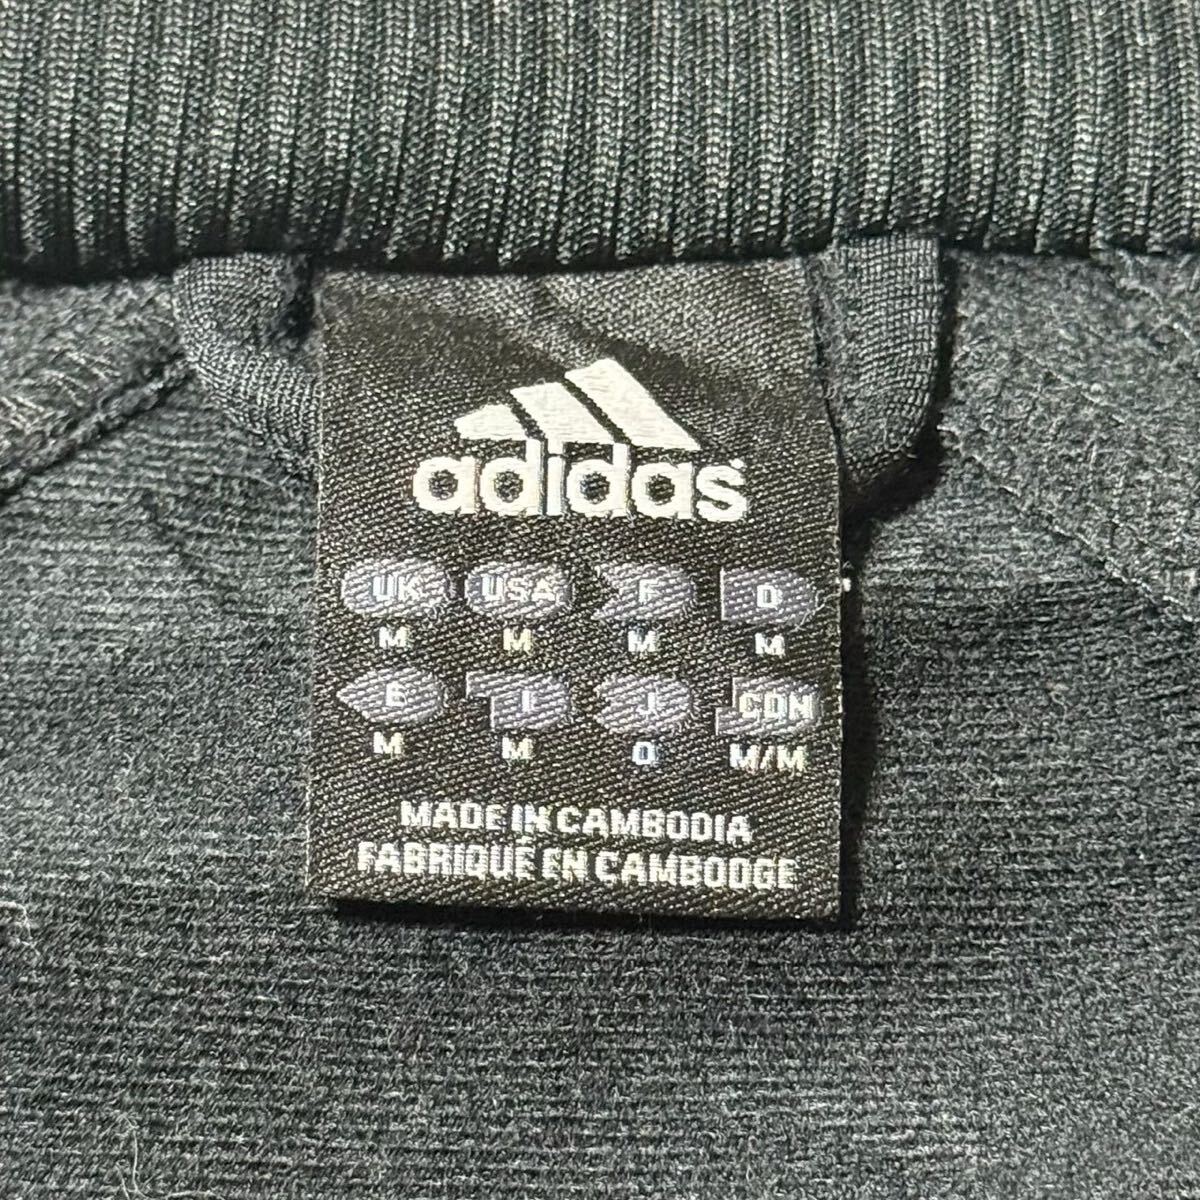 adidas
UK USA F D
M M M M
E I J CDN
M M O M/M
MADE IN CAMBODIA
FABRIQUÉ EN CAMBODGE